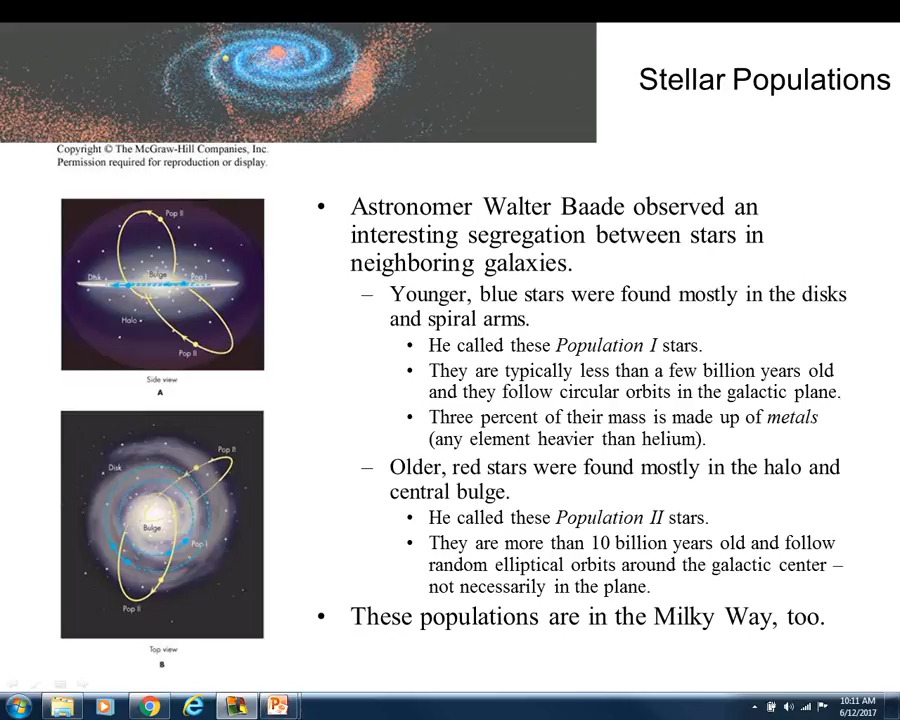 Stellar Populations
Copyright © The McGraw-Hill Companies, Inc.
Permission required for reproduction or display.
Pop II
Disk
Bulge
Pop I
Halo
Pop II
Side view
A
Pop II
Disk
Bulge
Pop I
Pop II
Top view
B
• Astronomer Walter Baade observed an
interesting segregation between stars in
neighboring galaxies.
– Younger, blue stars were found mostly in the disks
and spiral arms.
• He called these Population I stars.
• They are typically less than a few billion years old
and they follow circular orbits in the galactic plane.
• Three percent of their mass is made up of metals
(any element heavier than helium).
– Older, red stars were found mostly in the halo and
central bulge.
• He called these Population II stars.
• They are more than 10 billion years old and follow
random elliptical orbits around the galactic center –
not necessarily in the plane.
• These populations are in the Milky Way, too.
10:11 AM
6/12/2017